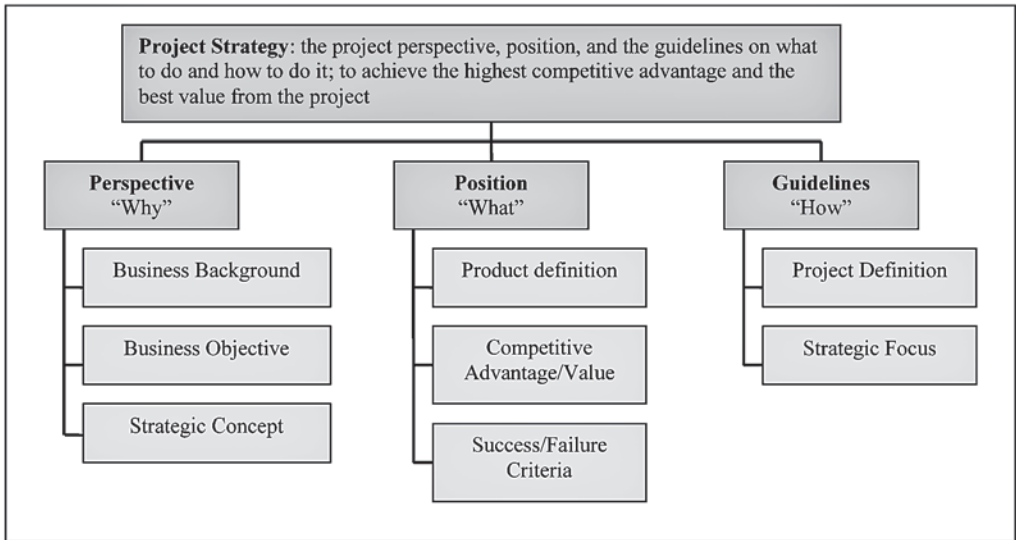 Project Strategy: the project perspective, position, and the guidelines on what
to do and how to do it; to achieve the highest competitive advantage and the
best value from the project
Perspective
“Why”
Business Background
Business Objective
Strategic Concept
Position
“What”
Product definition
Competitive
Advantage/Value
Success/Failure
Criteria
Guidelines
“How”
Project Definition
Strategic Focus